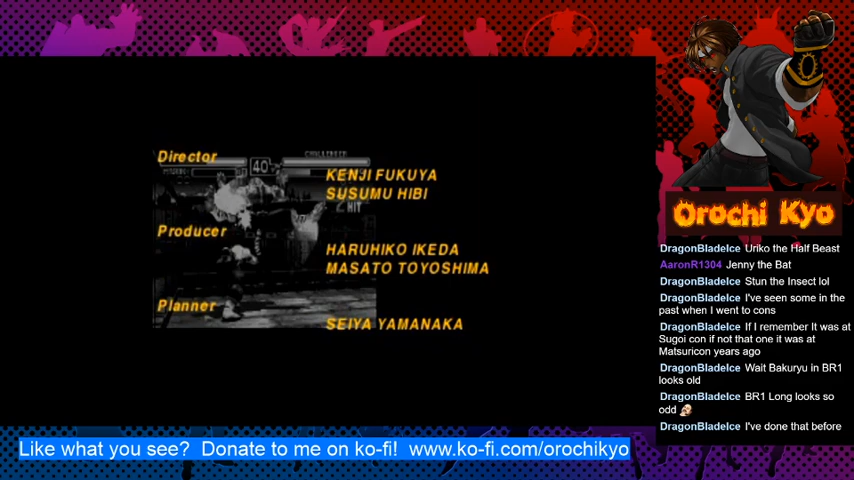 Director
40
CHALLENGER
KENJI FUKUYA
SUSUMU HIBI
2 HIT
Producer
HARUHIKO IKEDA
MASATO TOYOSHIMA
Planner
SEIYA YAMANAKA
Orochi Kyo
DragonBladeIce Uriko the Half Beast
AaronR1304 Jenny the Bat
DragonBladeIce Stun the Insect lol
DragonBladeIce I've seen some in the
past when I went to cons
DragonBladeIce If I remember It was at
Sugoi con if not that one it was at
Matsuricon years ago
DragonBladeIce Wait Bakuryu in BR1
looks old
DragonBladeIce BR1 Long looks so
odd
DragonBladeIce I've done that before
Like what you see? Donate to me on ko-fi! www.ko-fi.com/orochikyo